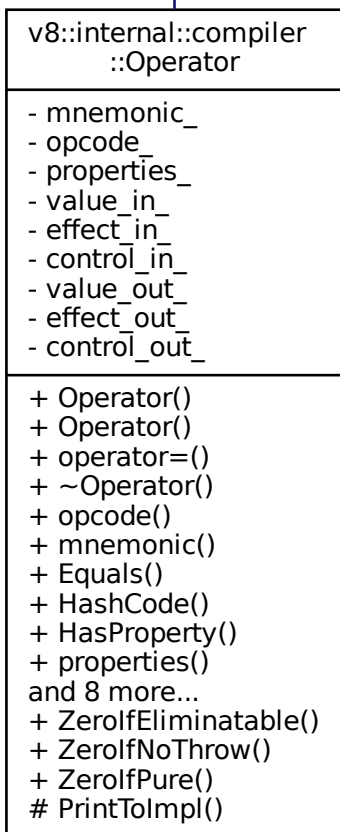 v8::internal::compiler
::Operator
- mnemonic_
- opcode_
- properties_
- value_in_
- effect_in_
- control_in_
- value_out_
- effect_out_
- control_out_
+ Operator()
+ Operator()
+ operator=()
+ ~Operator()
+ opcode()
+ mnemonic()
+ Equals()
+ HashCode()
+ HasProperty()
+ properties()
and 8 more...
+ ZeroIfEliminatable()
+ ZeroIfNoThrow()
+ ZeroIfPure()
# PrintToImpl()